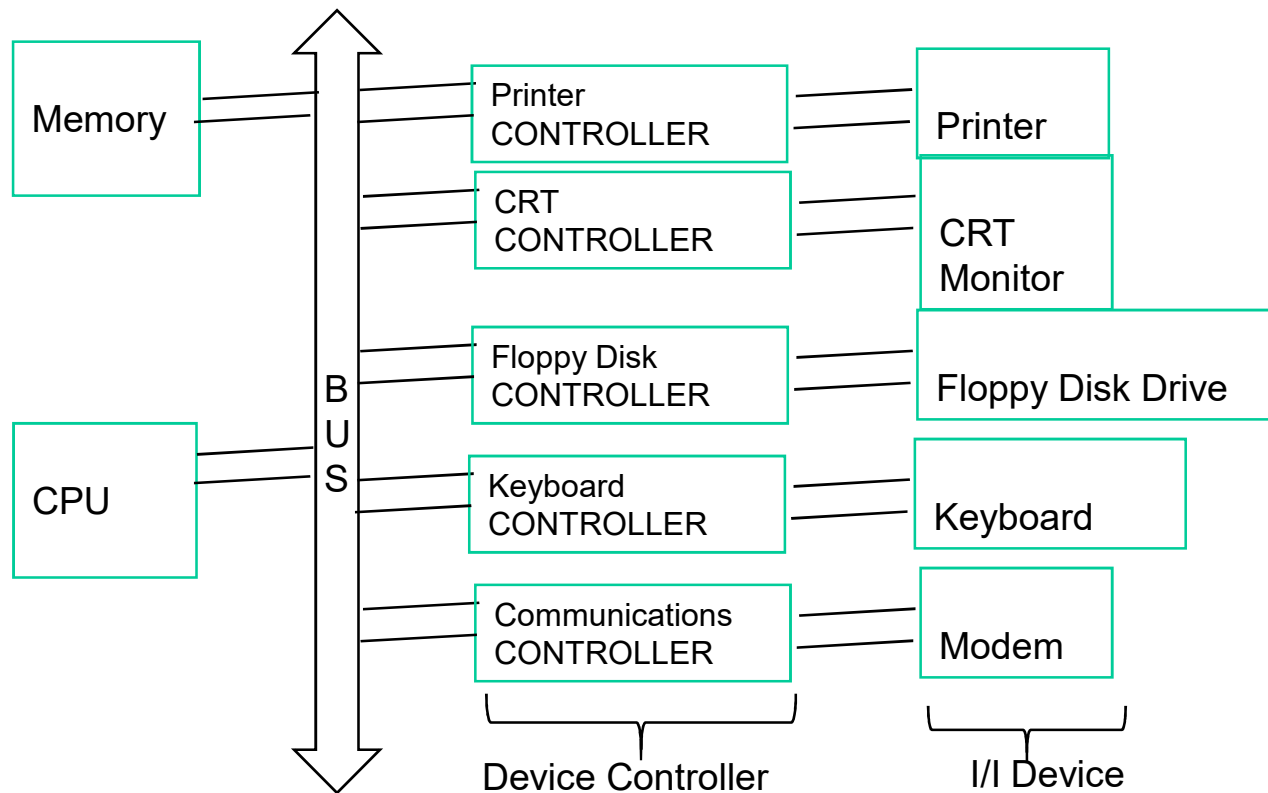 Memory
Printer
CONTROLLER
Printer
CRT
CONTROLLER
CRT
Monitor
Floppy Disk
CONTROLLER
Floppy Disk Drive
B
U
S
CPU
Keyboard
CONTROLLER
Keyboard
Communications
CONTROLLER
Modem
Device Controller
I/I Device